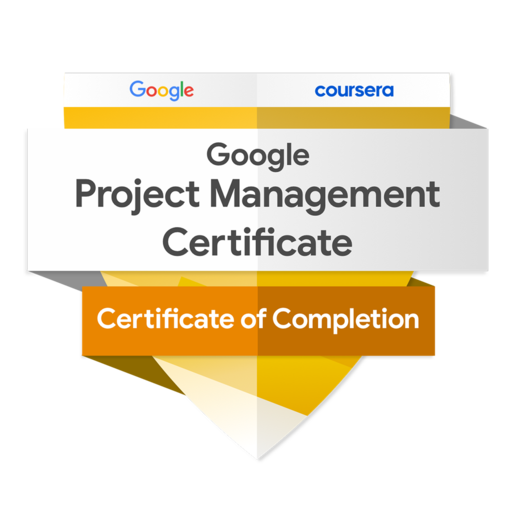 Google coursera
Google
Project Management
Certificate
Certificate of Completion